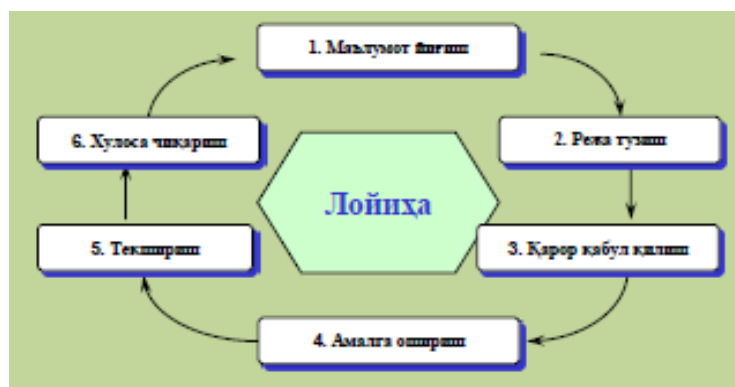 1. Маълумот йиғиш
2. Режа тузиш
3. Қарор қабул қилиш
4. Амалга ошириш
5. Текшириш
6. Хулоса чиқариш
Лойиҳа